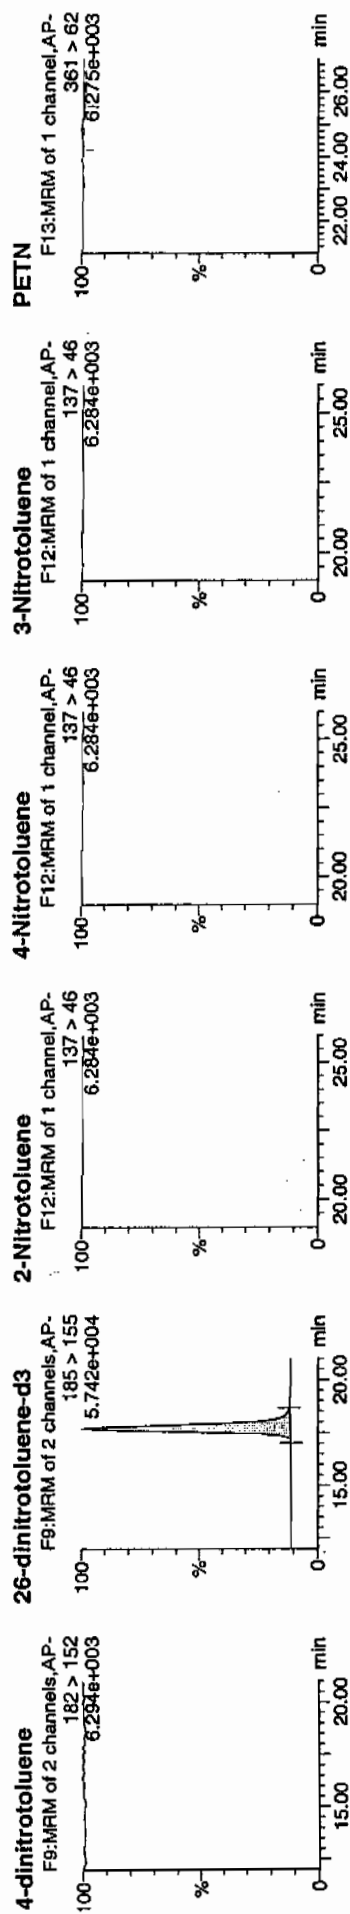 4-dinitrotoluene
F9:MRM of 2 channels,AP-
182 > 152
6.294e+003
100
%
0
15.00 20.00 min
26-dinitrotoluene-d3
F9:MRM of 2 channels,AP-
185 > 155
5.742e+004
100
%
0
15.00 20.00 min
2-Nitrotoluene
F12:MRM of 1 channel,AP-
137 > 46
6.284e+003
100
%
0
20.00 25.00 min
4-Nitrotoluene
F12:MRM of 1 channel,AP-
137 > 46
6.284e+003
100
%
0
20.00 25.00 min
3-Nitrotoluene
F12:MRM of 1 channel,AP-
137 > 46
6.284e+003
100
%
0
20.00 25.00 min
PETN
F13:MRM of 1 channel,AP-
361 > 62
6.275e+003
100
%
0
22.00 24.00 26.00 min